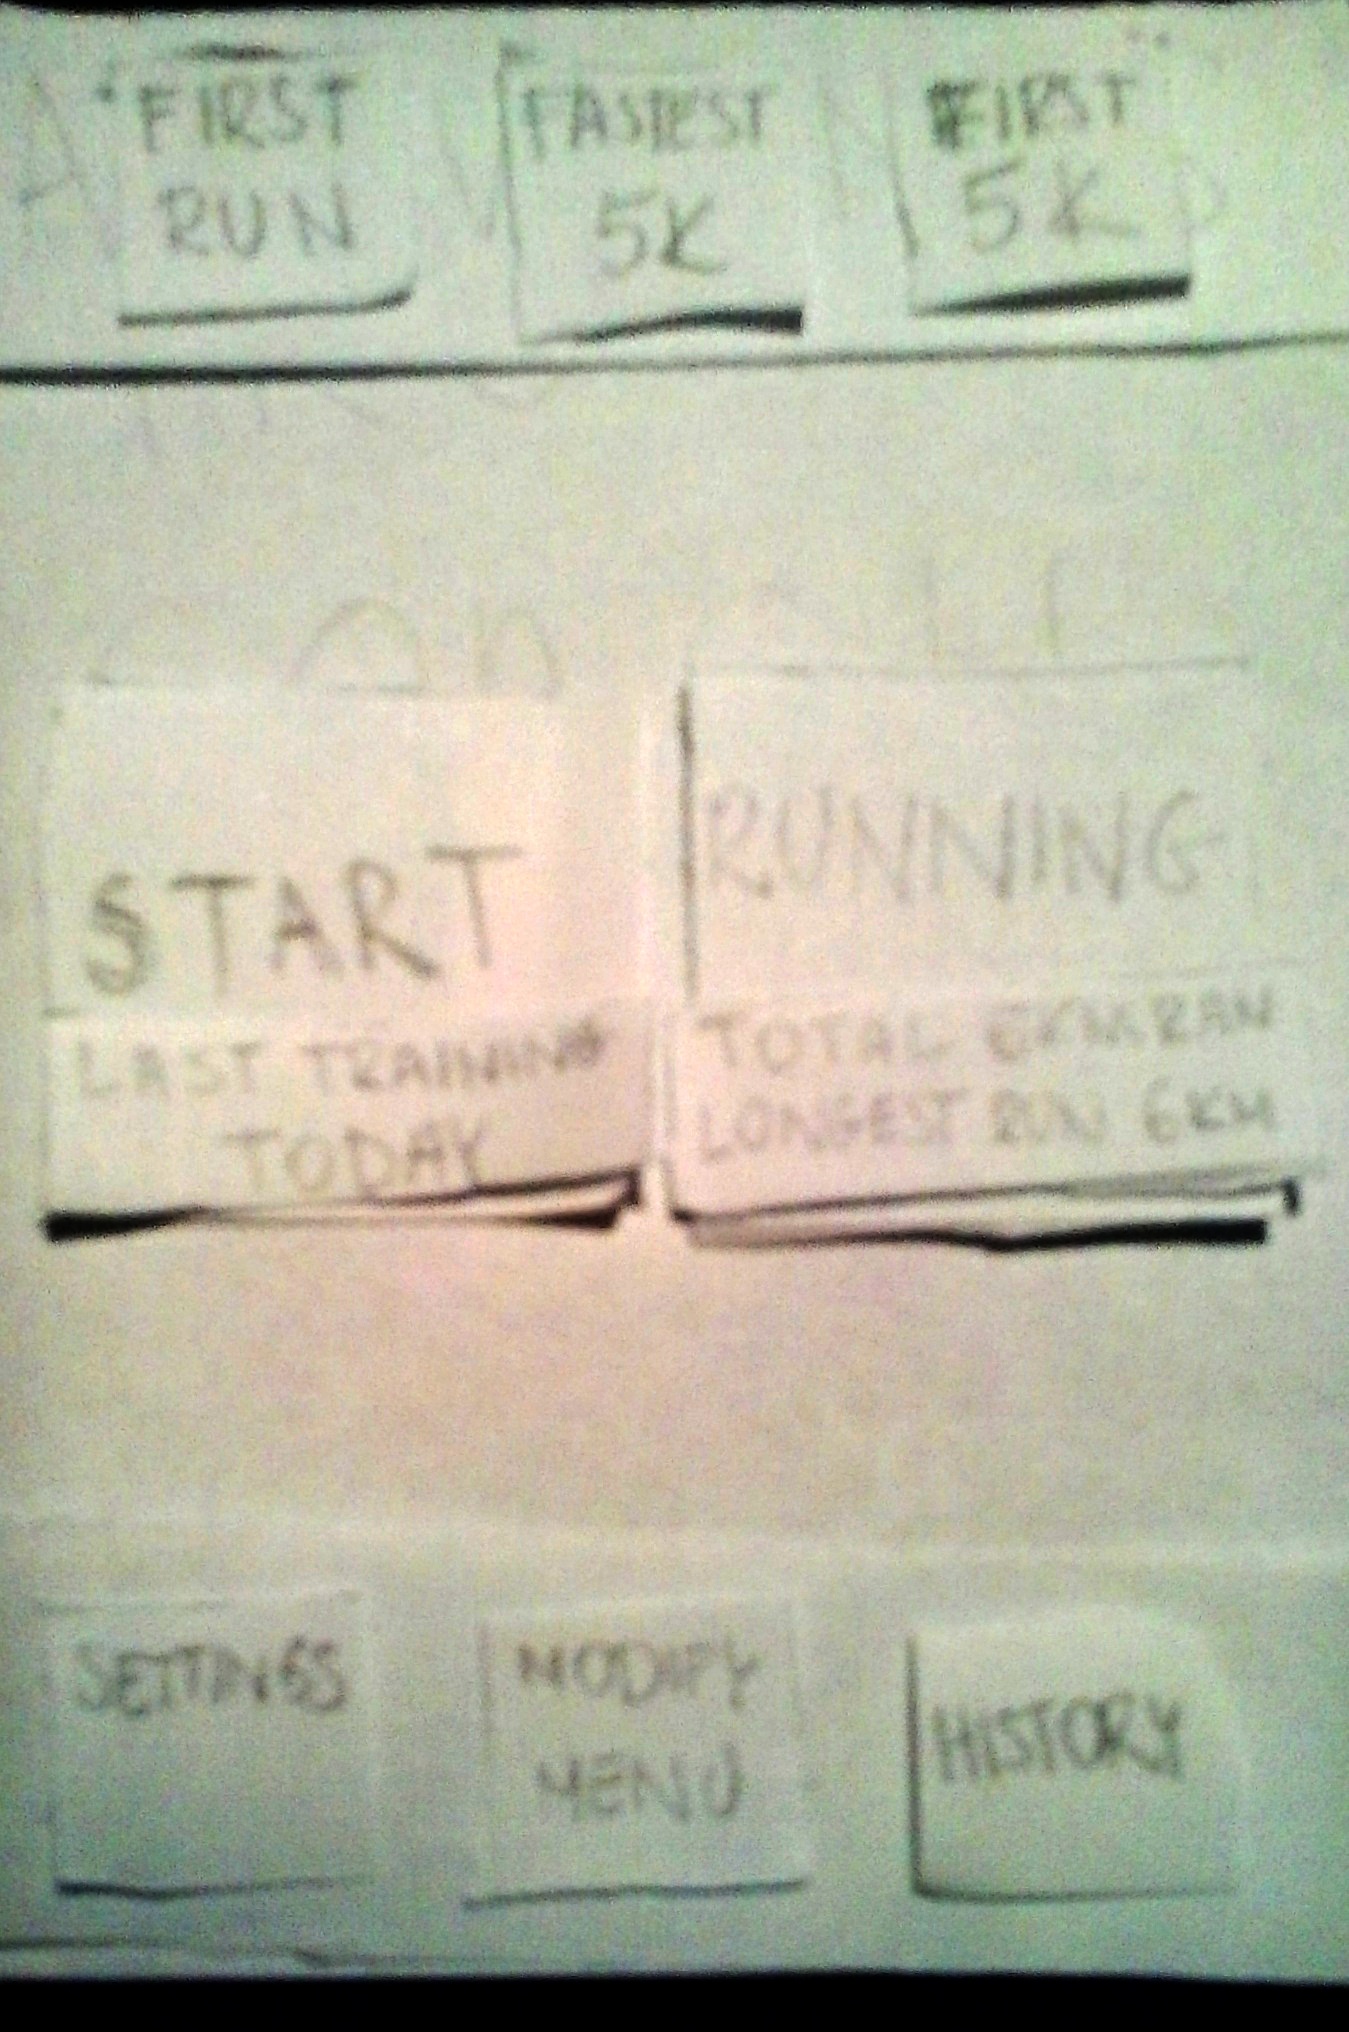 FIRST
RUN
FASTEST
5K
FIRST
5K
START
LAST TRAINING
TODAY
RUNNING
TOTAL 6KM RAN
LONGEST RUN 6KM
SETTINGS
MODIFY
MENU
HISTORY